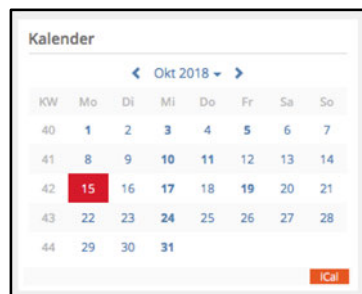 Kalender
Okt 2018
KW Mo Di Mi Do Fr Sa So
40 1 2 3 4 5 6 7
41 8 9 10 11 12 13 14
42 15 16 17 18 19 20 21
43 22 23 24 25 26 27 28
44 29 30 31
iCal